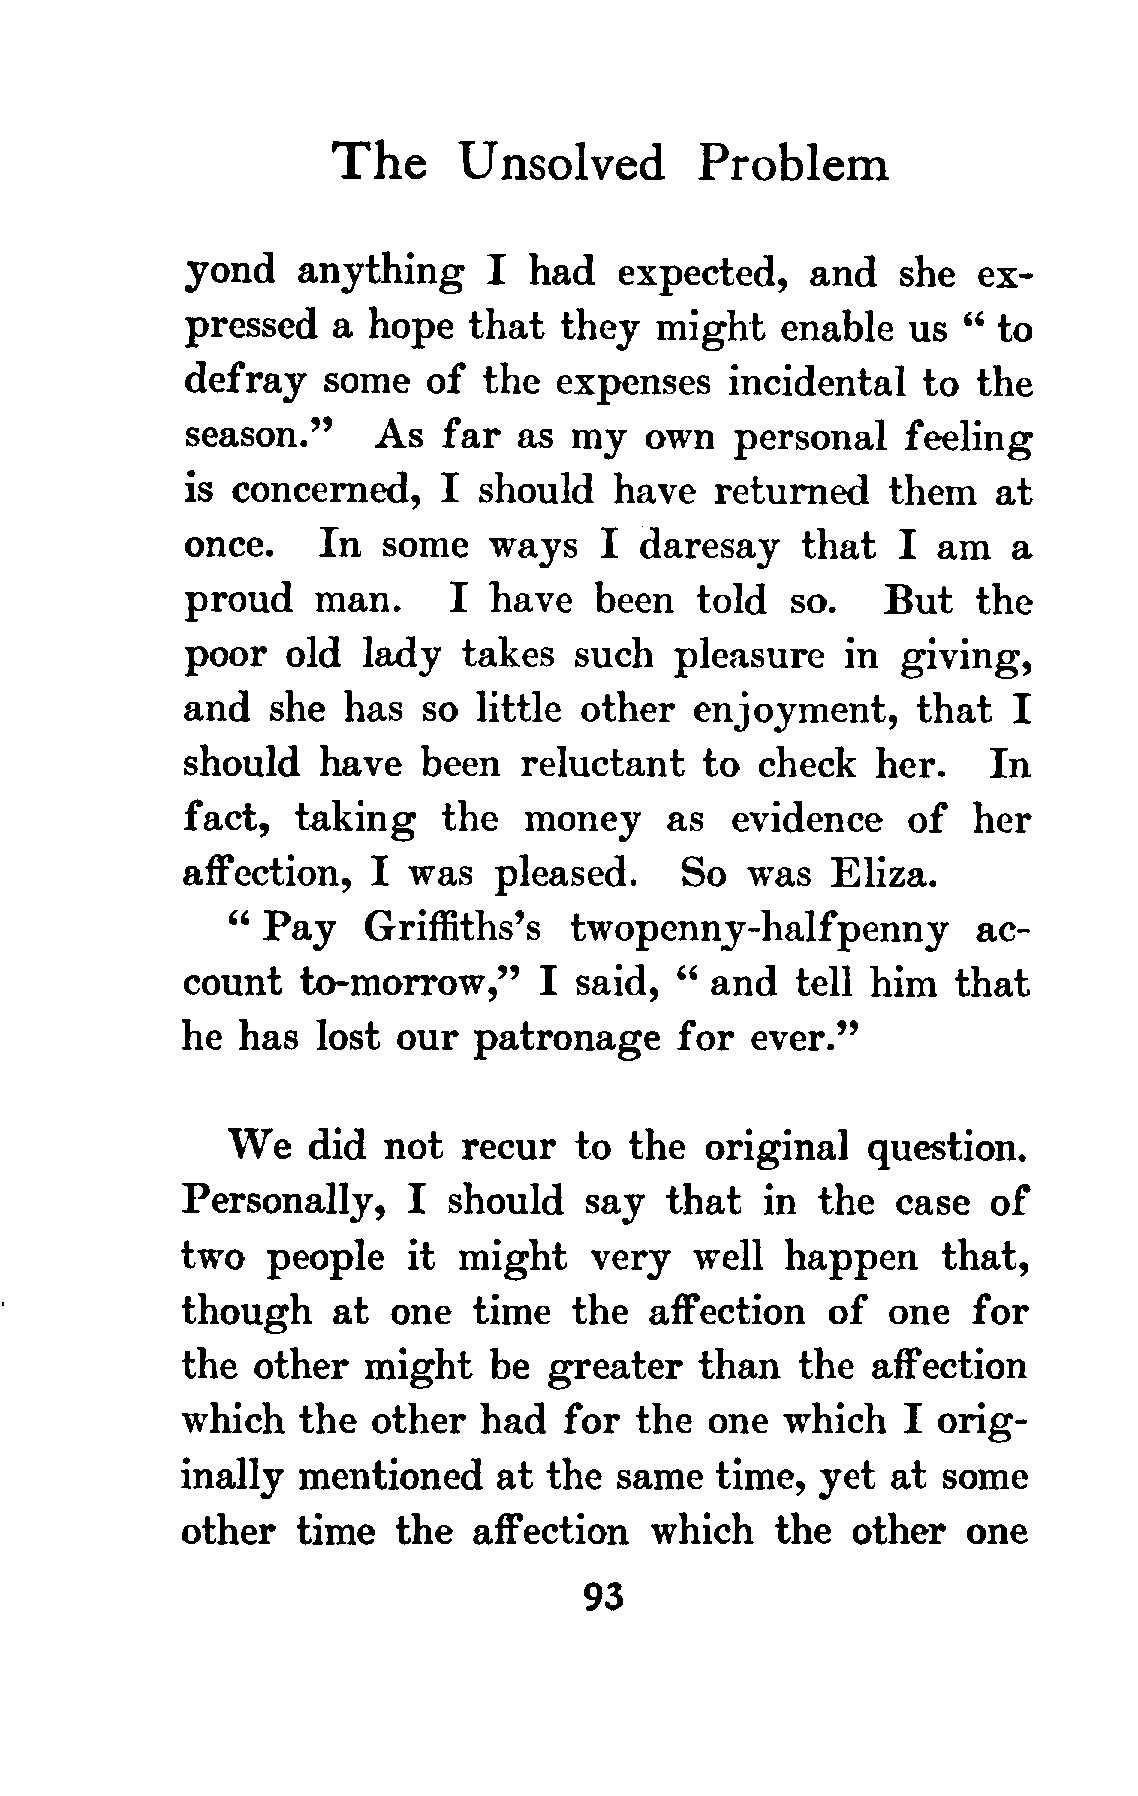 The Unsolved Problem
yond anything I had expected, and she ex-
pressed a hope that they might enable us “ to
defray some of the expenses incidental to the
season.” As far as my own personal feeling
is concerned, I should have returned them at
once. In some ways I daresay that I am a
proud man. I have been told so. But the
poor old lady takes such pleasure in giving,
and she has so little other enjoyment, that I
should have been reluctant to check her. In
fact, taking the money as evidence of her
affection, I was pleased. So was Eliza.
“ Pay Griffiths’s twopenny-halfpenny ac-
count to-morrow,” I said, “ and tell him that
he has lost our patronage for ever.”
We did not recur to the original question.
Personally, I should say that in the case of
two people it might very well happen that,
though at one time the affection of one for
the other might be greater than the affection
which the other had for the one which I orig-
inally mentioned at the same time, yet at some
other time the affection which the other one
93